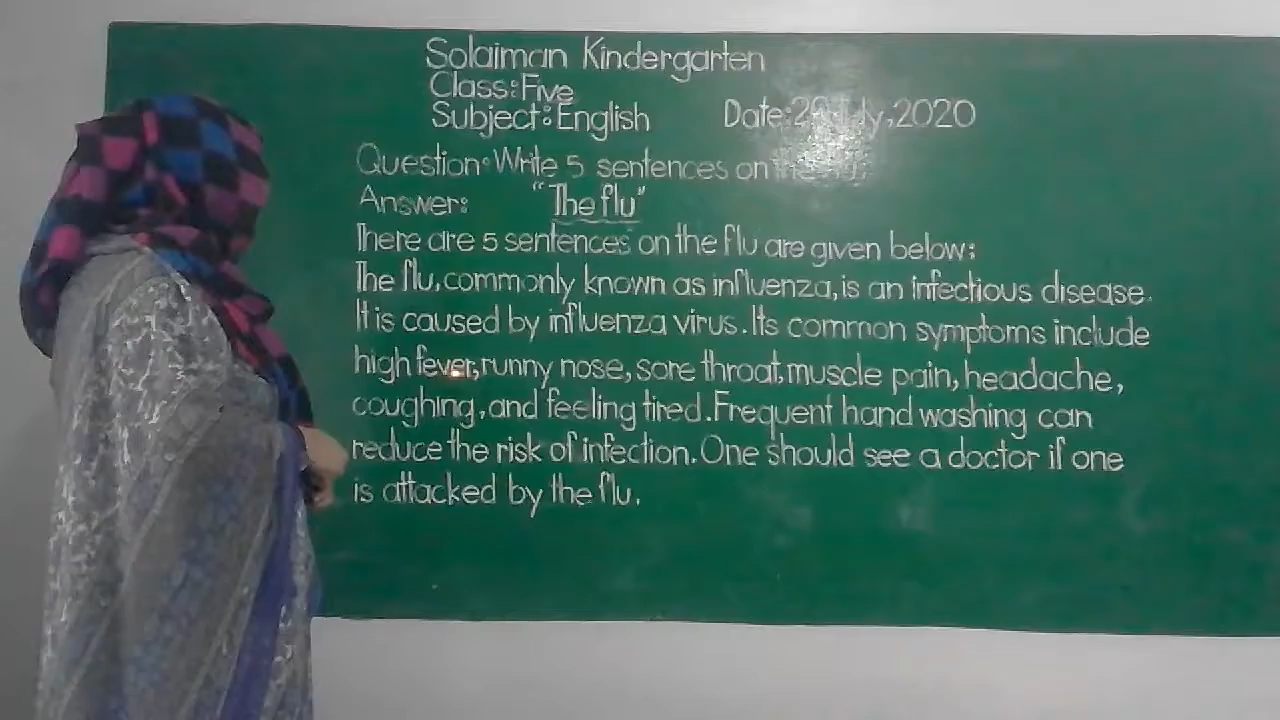 Solaiman Kindergarten
Class:Five
Subject:English Date: July,2020
Question:Write 5 sentences on the
Answer: "The flu"
There are 5 sentences on the flu are given below:
The flu,commonly known as influenza,is an infectious disease.
It is caused by influenza virus.Its common symptoms include
high fever,runny nose,sore throat,muscle pain,headache,
coughing,and feeling tired.Frequent hand washing can
reduce the risk of infection.One should see a doctor if one
is attacked by the flu.